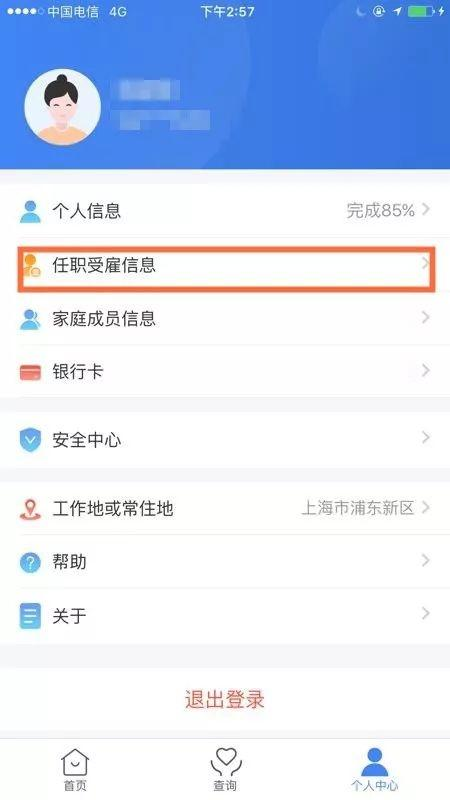 中国电信 4G 下午2:57
个人信息 完成85%
任职受雇信息
家庭成员信息
银行卡
安全中心
工作地或常住地 上海市浦东新区
帮助
关于
退出登录
首页 查询 个人中心